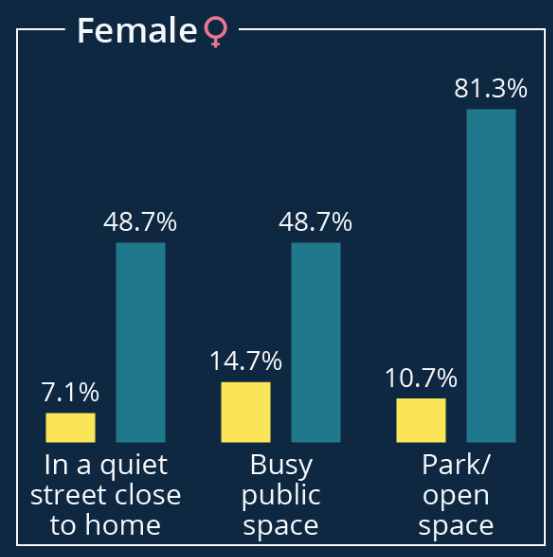 Female
81.3%
48.7%
48.7%
14.7%
10.7%
7.1%
In a quiet
street close
to home
Busy
public
space
Park/
open
space